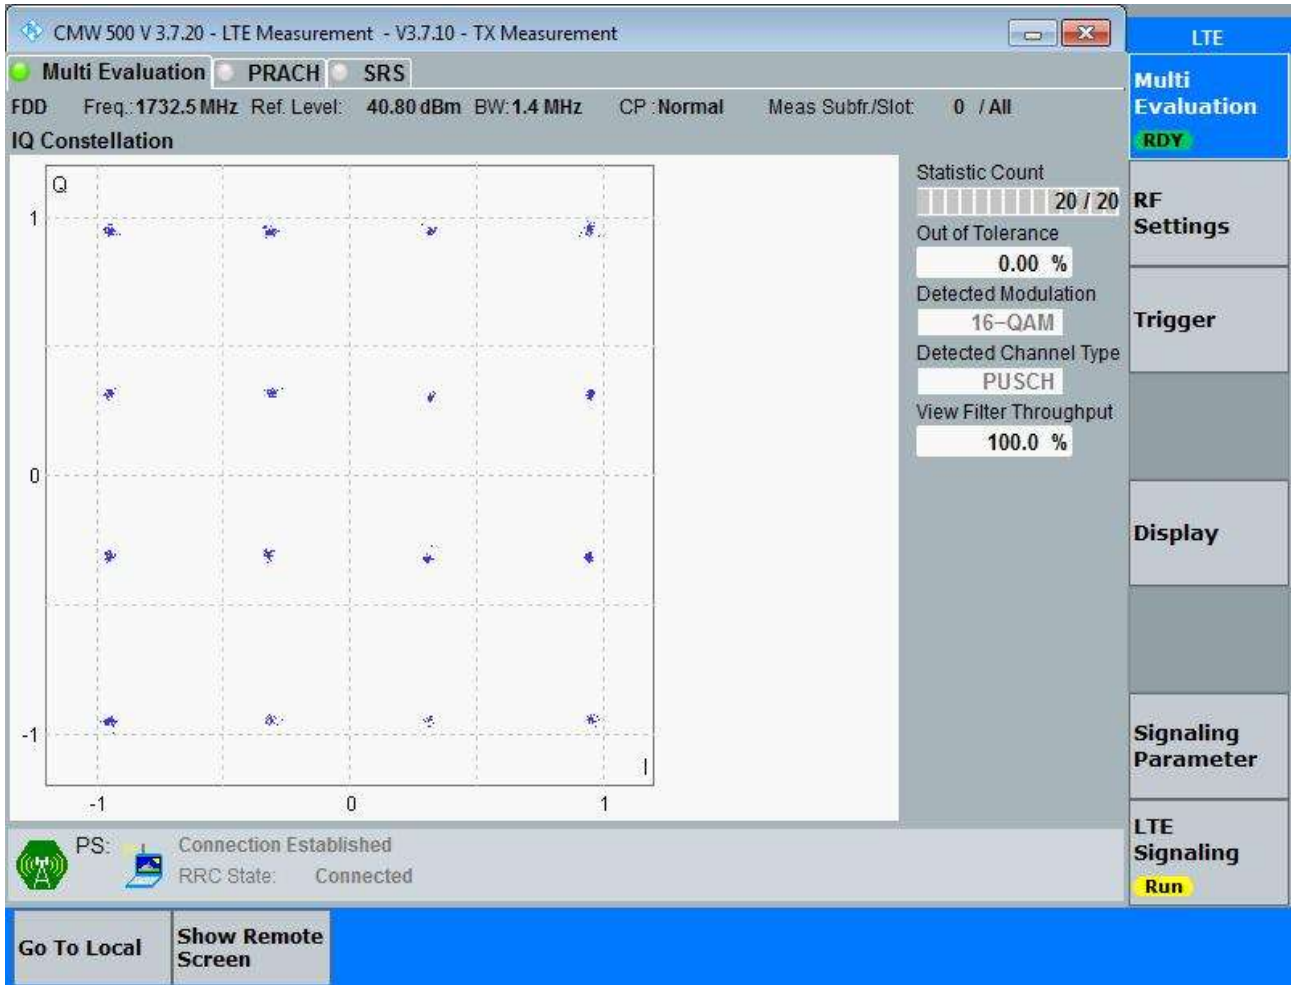 CMW 500 V 3.7.20 - LTE Measurement - V3.7.10 - TX Measurement
LTE
Multi Evaluation PRACH SRS
FDD Freq.:1732.5 MHz Ref. Level: 40.80 dBm BW:1.4 MHz CP :Normal Meas Subfr./Slot: 0 / All
IQ Constellation
Q
1
0
-1
I
-1 0 1
Statistic Count
20 / 20
Out of Tolerance
0.00 %
Detected Modulation
16-QAM
Detected Channel Type
PUSCH
View Filter Throughput
100.0 %
Multi
Evaluation
RDY
RF
Settings
Trigger
Display
Signaling
Parameter
LTE
Signaling
Run
PS: Connection Established
RRC State: Connected
Go To Local
Show Remote
Screen